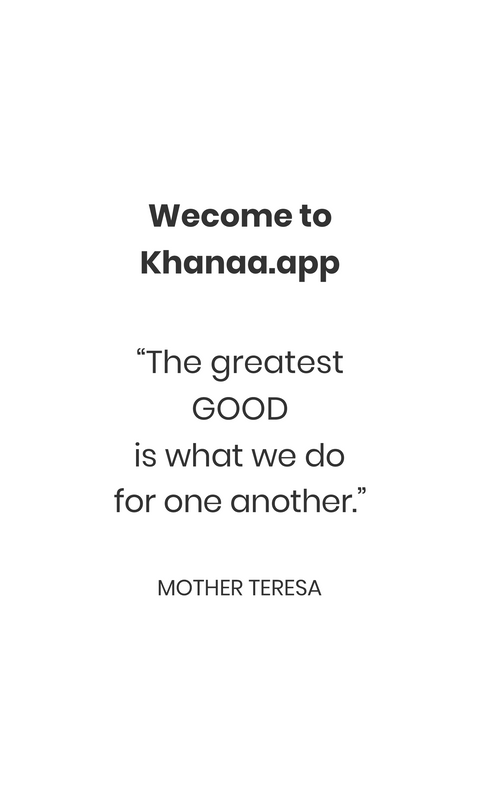 Wecome to
Khanaa.app
“The greatest
GOOD
is what we do
for one another.”
MOTHER TERESA